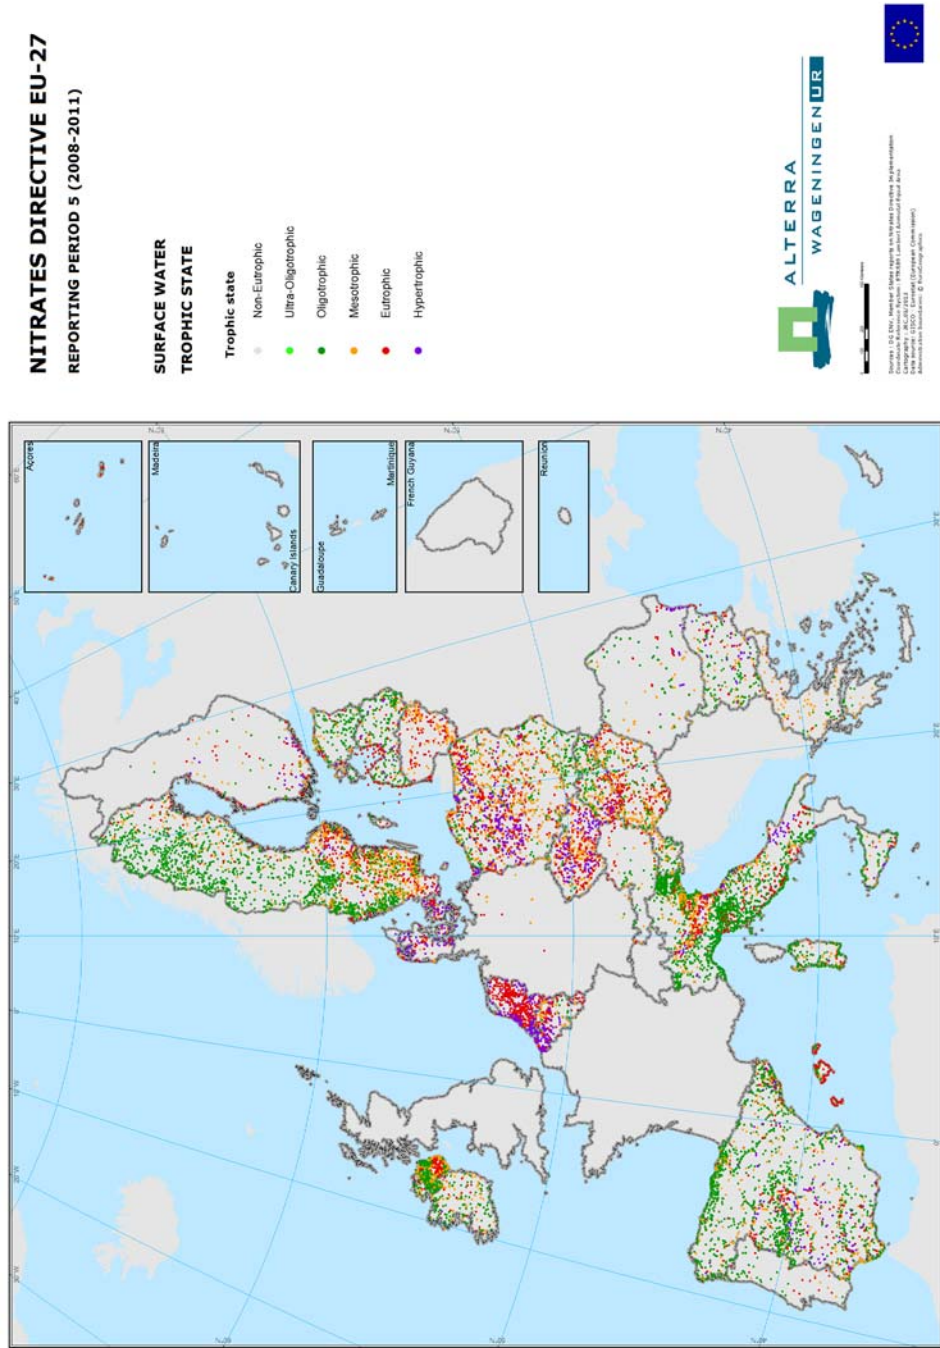 NITRATES DIRECTIVE EU-27
REPORTING PERIOD 5 (2008-2011)
SURFACE WATER
TROPHIC STATE
Trophic state
Non-Eutrophic
Ultra-Oligotrophic
Oligotrophic
Mesotrophic
Eutrophic
Hypertrophic
ALTERRA
WAGENINGEN UR
Açores
Madeira
Canary Islands
Guadaloupe
Martinique
French Guyana
Reunion